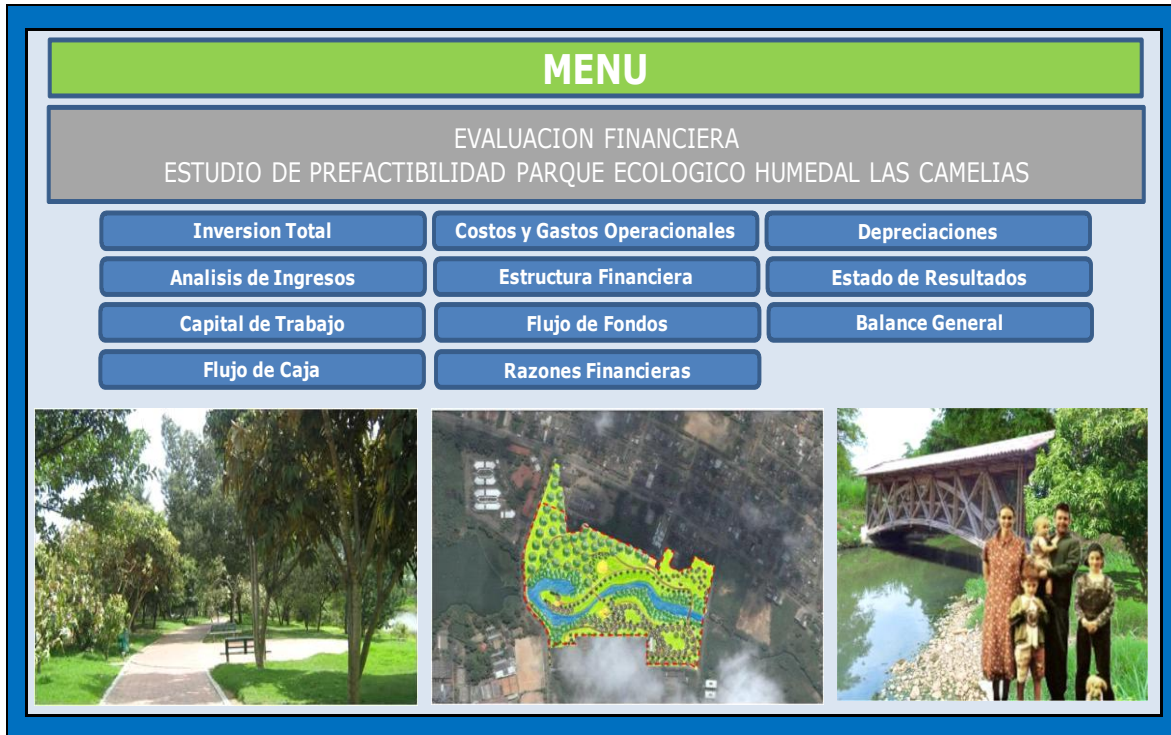 MENU
EVALUACION FINANCIERA
ESTUDIO DE PREFACTIBILIDAD PARQUE ECOLOGICO HUMEDAL LAS CAMELIAS
Inversion Total
Costos y Gastos Operacionales
Depreciaciones
Analisis de Ingresos
Estructura Financiera
Estado de Resultados
Capital de Trabajo
Flujo de Fondos
Balance General
Flujo de Caja
Razones Financieras